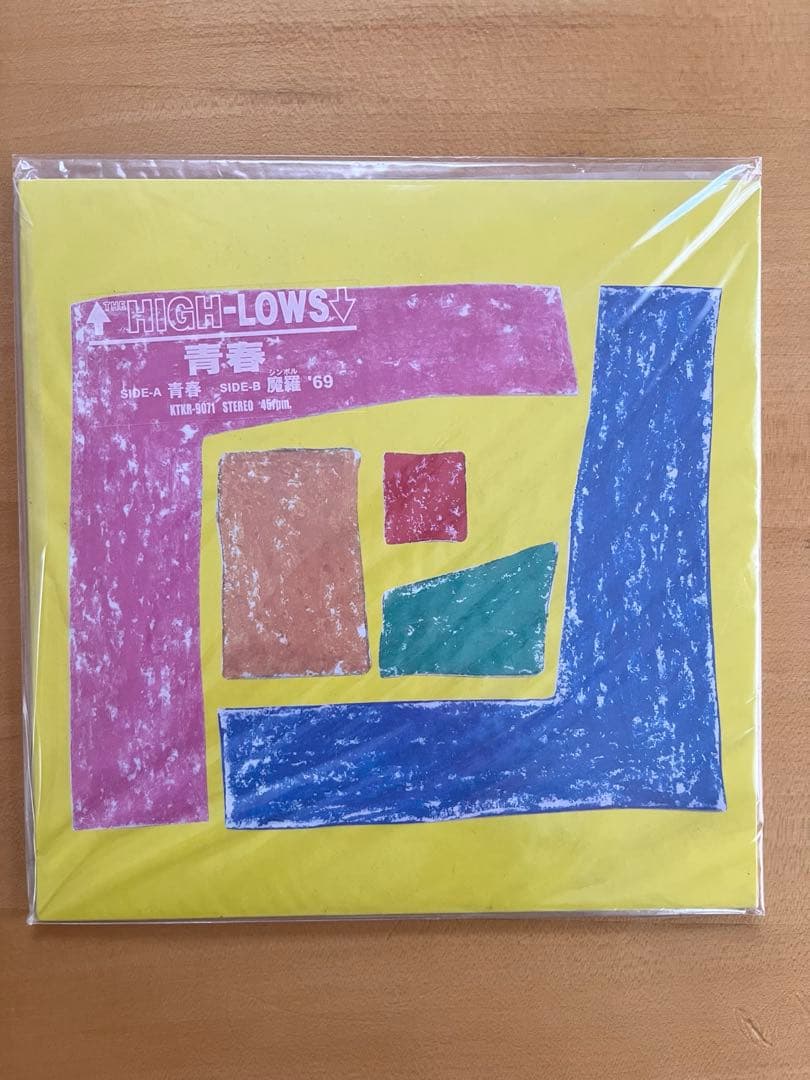 ↑THE HIGH-LOWS↓
青春
シンボル
SIDE-A 青春 SIDE-B 魔羅 '69
KTKR-9071 STEREO 45rpm.